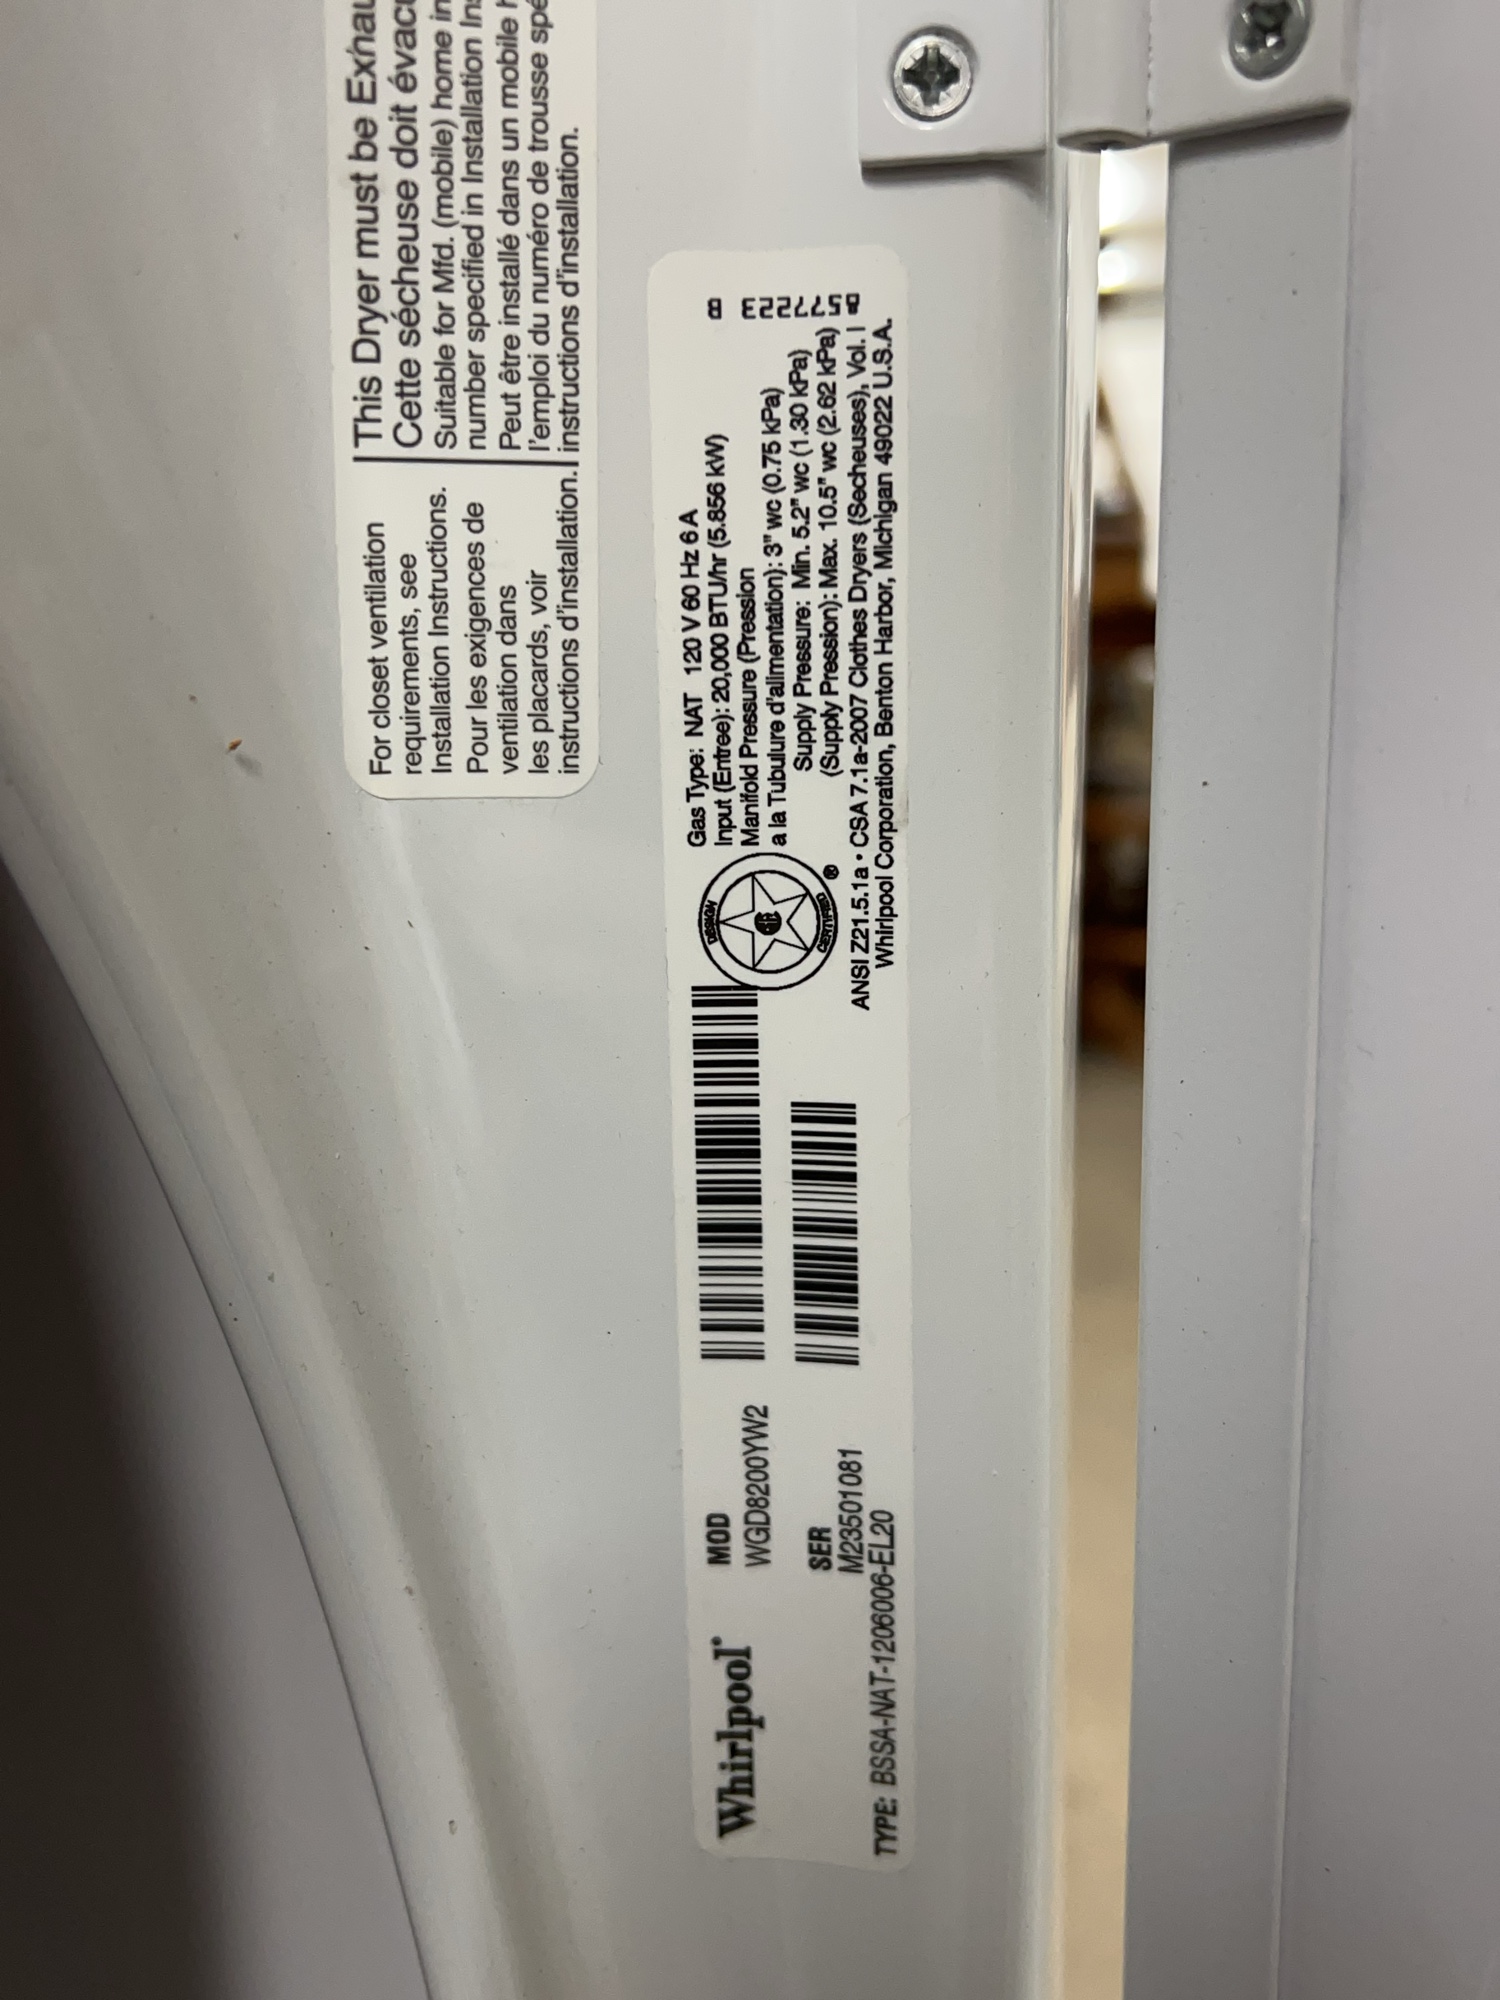 For closet ventilation
requirements, see
Installation Instructions.
Pour les exigences de
ventilation dans
les placards, voir
instructions d'installation.
This Dryer must be
Cette sécheuse doit
Suitable for Mfd. (mobile) home
number specified in Installation
Peut être installé dans un mobile
l'emploi du numéro de trousse
instructions d'installation.
Whirlpool
MOD
WGD8200YW2
SER
M23501081
TYPE: BSSA-NAT-1206006-EL20
DESIGN
CERTIFIED ®
Gas Type: NAT 120 V 60 Hz 6 A
Input (Entree): 20,000 BTU/hr (5.856 kW)
Manifold Pressure (Pression
a la Tubulure d'alimentation): 3" wc (0.75 kPa)
Supply Pressure: Min. 5.2" wc (1.30 kPa)
(Supply Pression): Max. 10.5" wc (2.62 kPa)
ANSI Z21.5.1a • CSA 7.1a-2007 Clothes Dryers (Secheuses), Vol. I
Whirlpool Corporation, Benton Harbor, Michigan 49022 U.S.A.